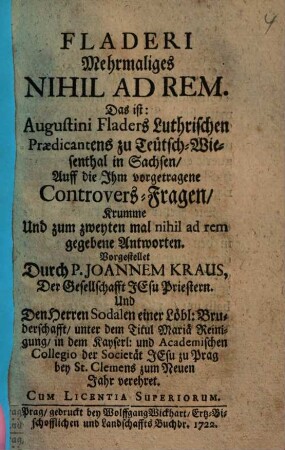 4
FLADERI
Mehrmaliges
NIHIL AD REM.
Das ist:
Augustini Fladers Luthrischen
Prædicantens zu Teütsch-Wie-
senthal in Sachsen/
Auff die Ihm vorgetragene
Controvers-Fragen/
Krumme
Und zum zweyten mal nihil ad rem
gegebene Antworten.
Vorgestellet
Durch P. JOANNEM KRAUS,
Der Gesellschafft JEsu Priestern.
Und
Den Herren Sodalen einer Löbl: Bru-
derschafft/ unter dem Titul Mariä Reini-
gung/ in dem Kayserl: und Academischen
Collegio der Societät JEsu zu Prag
bey St. Clemens zum Neuen
Jahr verehret.
CUM LICENTIA SUPERIORUM.
Prag/ gedruckt bey Wolffgang Wickhart/ Ertz-Bi-
schofflichen und Landschaffts Buchdr. 1722.